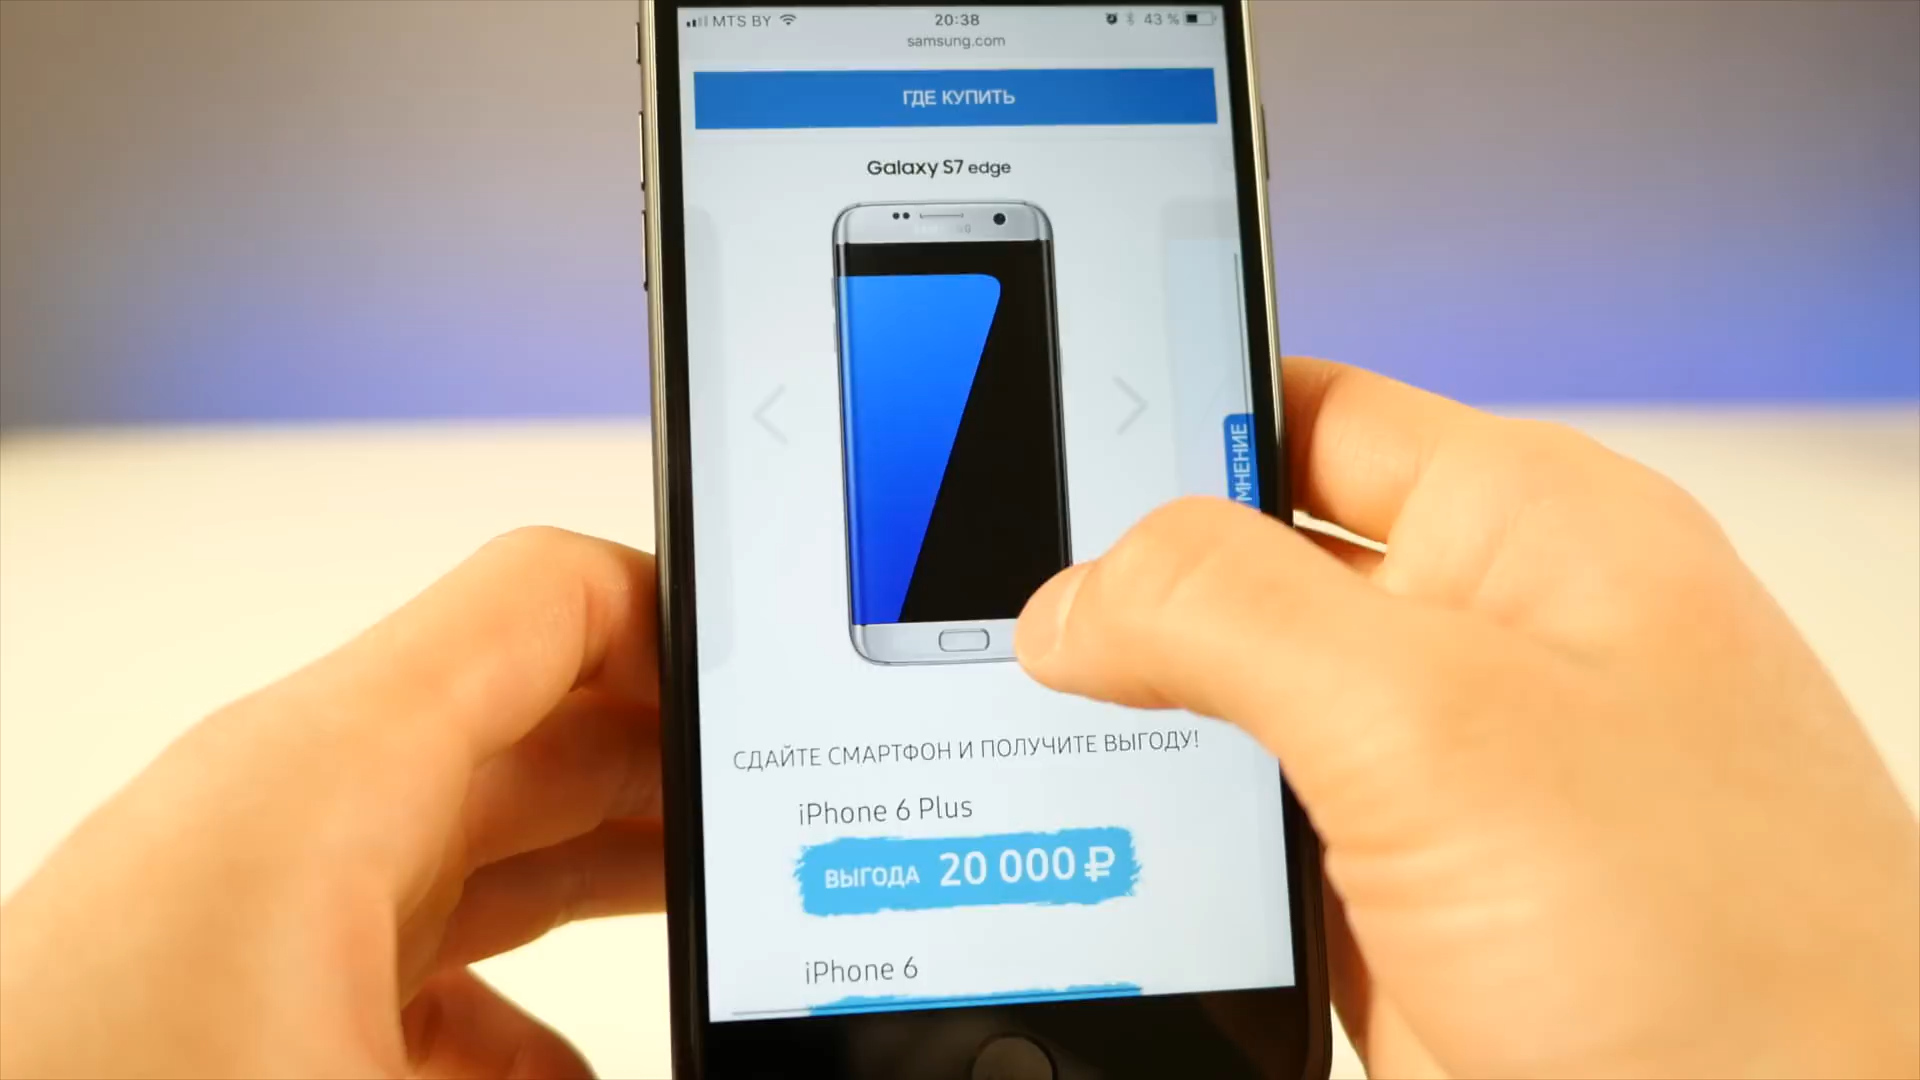 MTS BY
20:38
43 %
samsung.com
ГДЕ КУПИТЬ
Galaxy S7 edge
SAMSUNG
МНЕНИЕ
СДАЙТЕ СМАРТФОН И ПОЛУЧИТЕ ВЫГОДУ!
iPhone 6 Plus
ВЫГОДА 20 000 ₽
iPhone 6